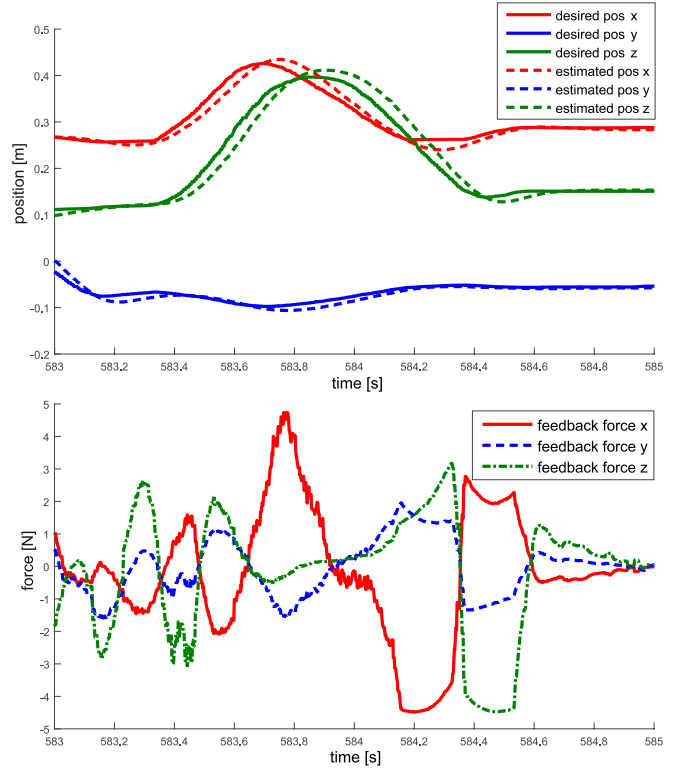 desired pos x
desired pos y
desired pos z
estimated pos x
estimated pos y
estimated pos z
0.5
0.4
0.3
0.2
0.1
0
-0.1
-0.2
position [m]
583 583.2 583.4 583.6 583.8 584 584.2 584.4 584.6 584.8 585
time [s]
feedback force x
feedback force y
feedback force z
5
4
3
2
1
0
-1
-2
-3
-4
-5
force [N]
583 583.2 583.4 583.6 583.8 584 584.2 584.4 584.6 584.8 585
time [s]